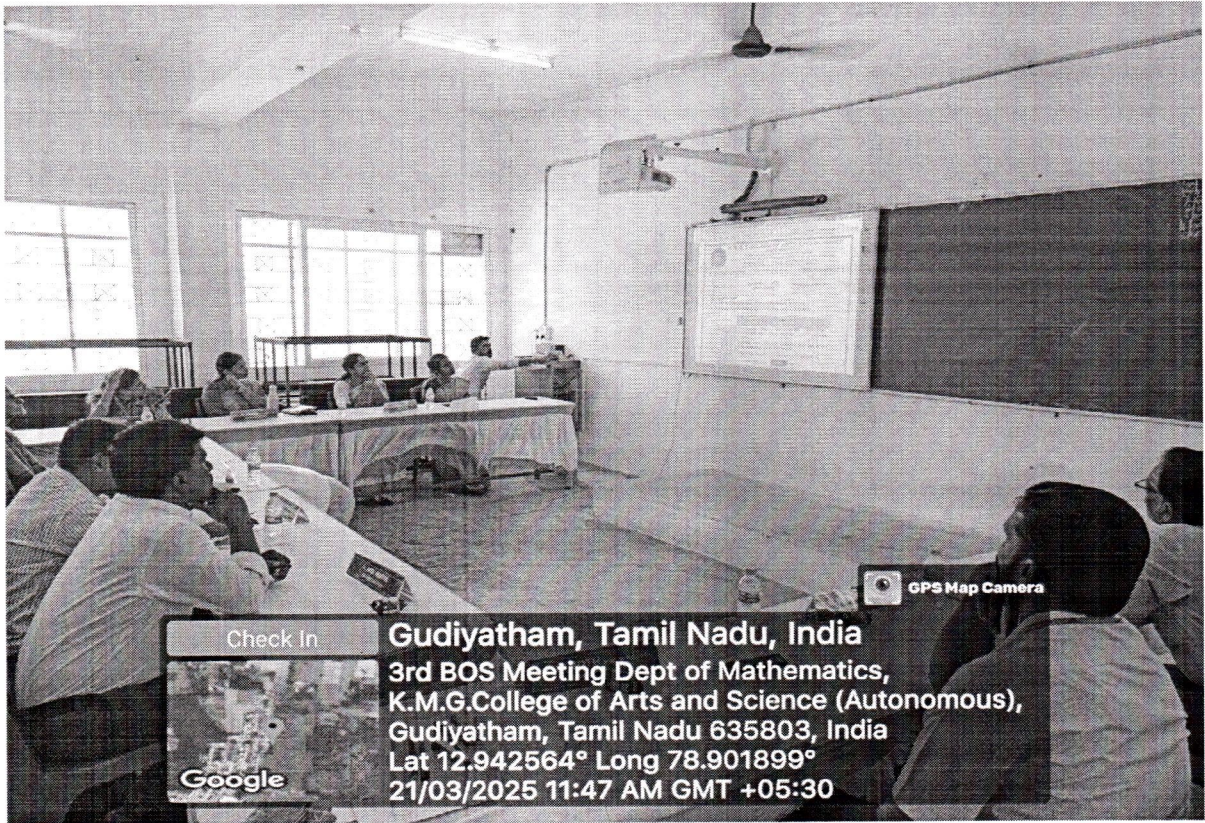 GPS Map Camera
Check In
Google
Gudiyatham, Tamil Nadu, India
3rd BOS Meeting Dept of Mathematics,
K.M.G.College of Arts and Science (Autonomous),
Gudiyatham, Tamil Nadu 635803, India
Lat 12.942564° Long 78.901899°
21/03/2025 11:47 AM GMT +05:30